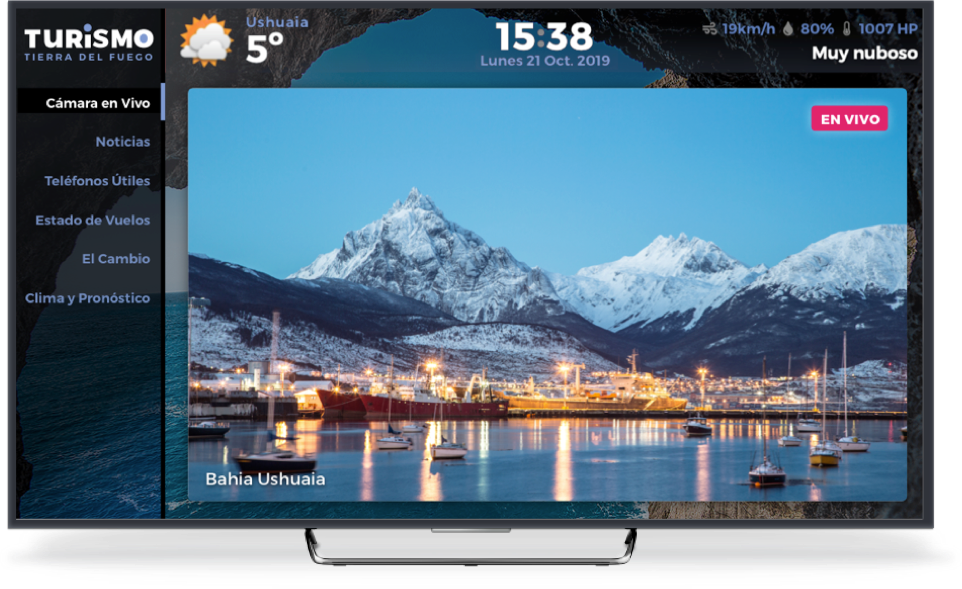 TURiSMO
TIERRA DEL FUEGO
Ushuaia
5º
15:38
Lunes 21 Oct. 2019
19km/h 80% 1007 HP
Muy nuboso
Cámara en Vivo
Noticias
Teléfonos Útiles
Estado de Vuelos
El Cambio
Clima y Pronóstico
EN VIVO
Bahia Ushuaia